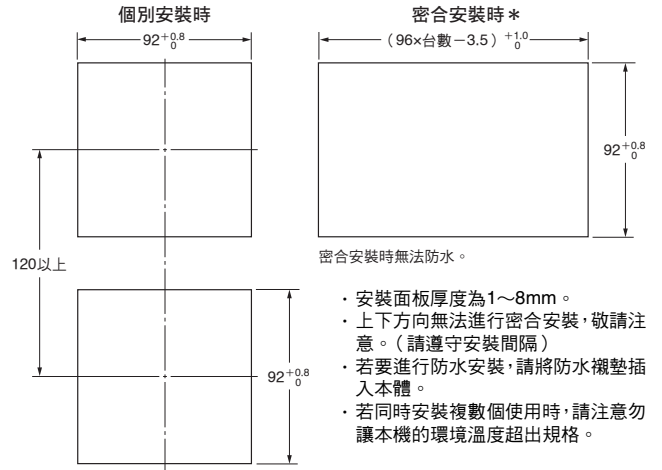 個別安裝時
92 +0.8 0
120以上
92 +0.8 0
密合安裝時＊
（96×台數－3.5）+1.0 0
92 +0.8 0
密合安裝時無法防水。
・安裝面板厚度為1～8mm。
・上下方向無法進行密合安裝，敬請注
意。（請遵守安裝間隔）
・若要進行防水安裝，請將防水襯墊插
入本體。
・若同時安裝複數個使用時，請注意勿
讓本機的環境溫度超出規格。